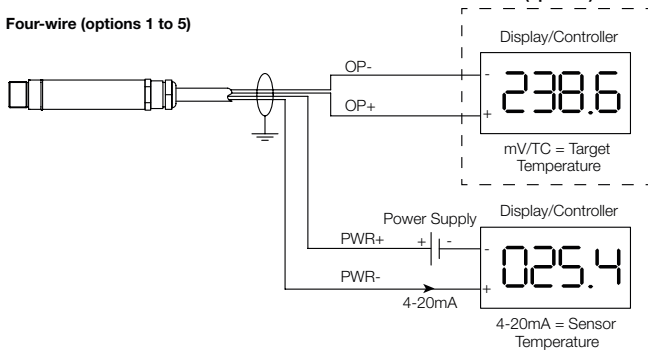 Four-wire (options 1 to 5)
Display/Controller
OP-
-
238.6
OP+
+
mV/TC = Target
Temperature
Power Supply
Display/Controller
PWR+
+ -
-
025.4
PWR-
+
4-20mA
4-20mA = Sensor
Temperature